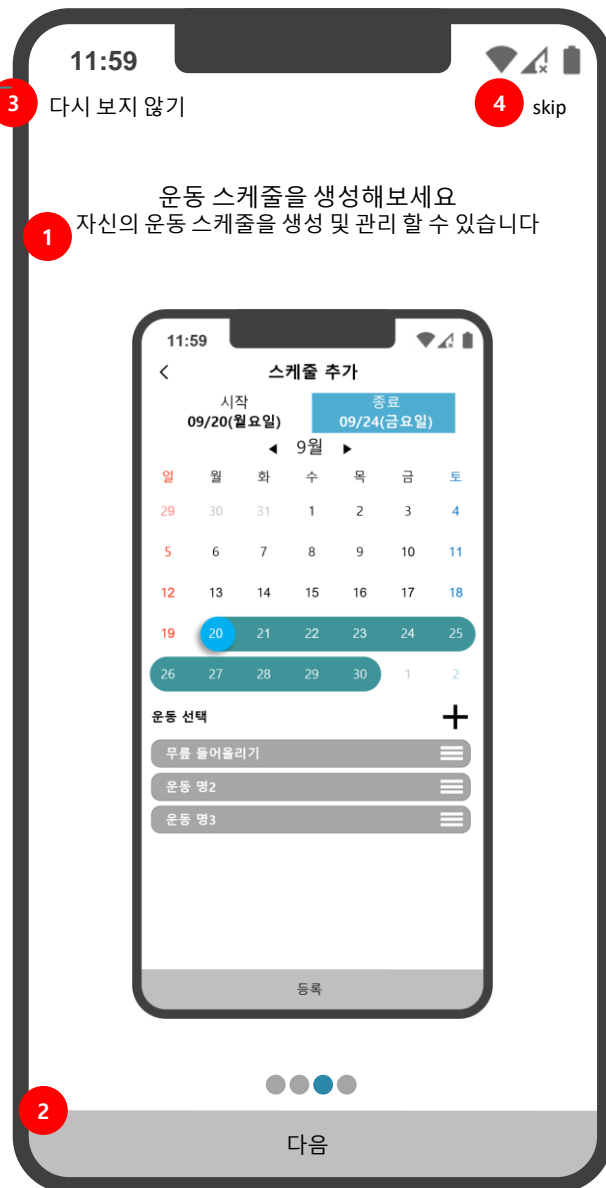 11:59
3 다시 보지 않기
4 skip
운동 스케줄을 생성해보세요
1 자신의 운동 스케줄을 생성 및 관리 할 수 있습니다
11:59
스케줄 추가
시작 종료
09/20(월요일) 09/24(금요일)
◀ 9월 ▶
일 월 화 수 목 금 토
29 30 31 1 2 3 4
5 6 7 8 9 10 11
12 13 14 15 16 17 18
19 20 21 22 23 24 25
26 27 28 29 30 1 2
운동 선택 +
무릎 들어올리기
운동 명2
운동 명3
등록
2
다음